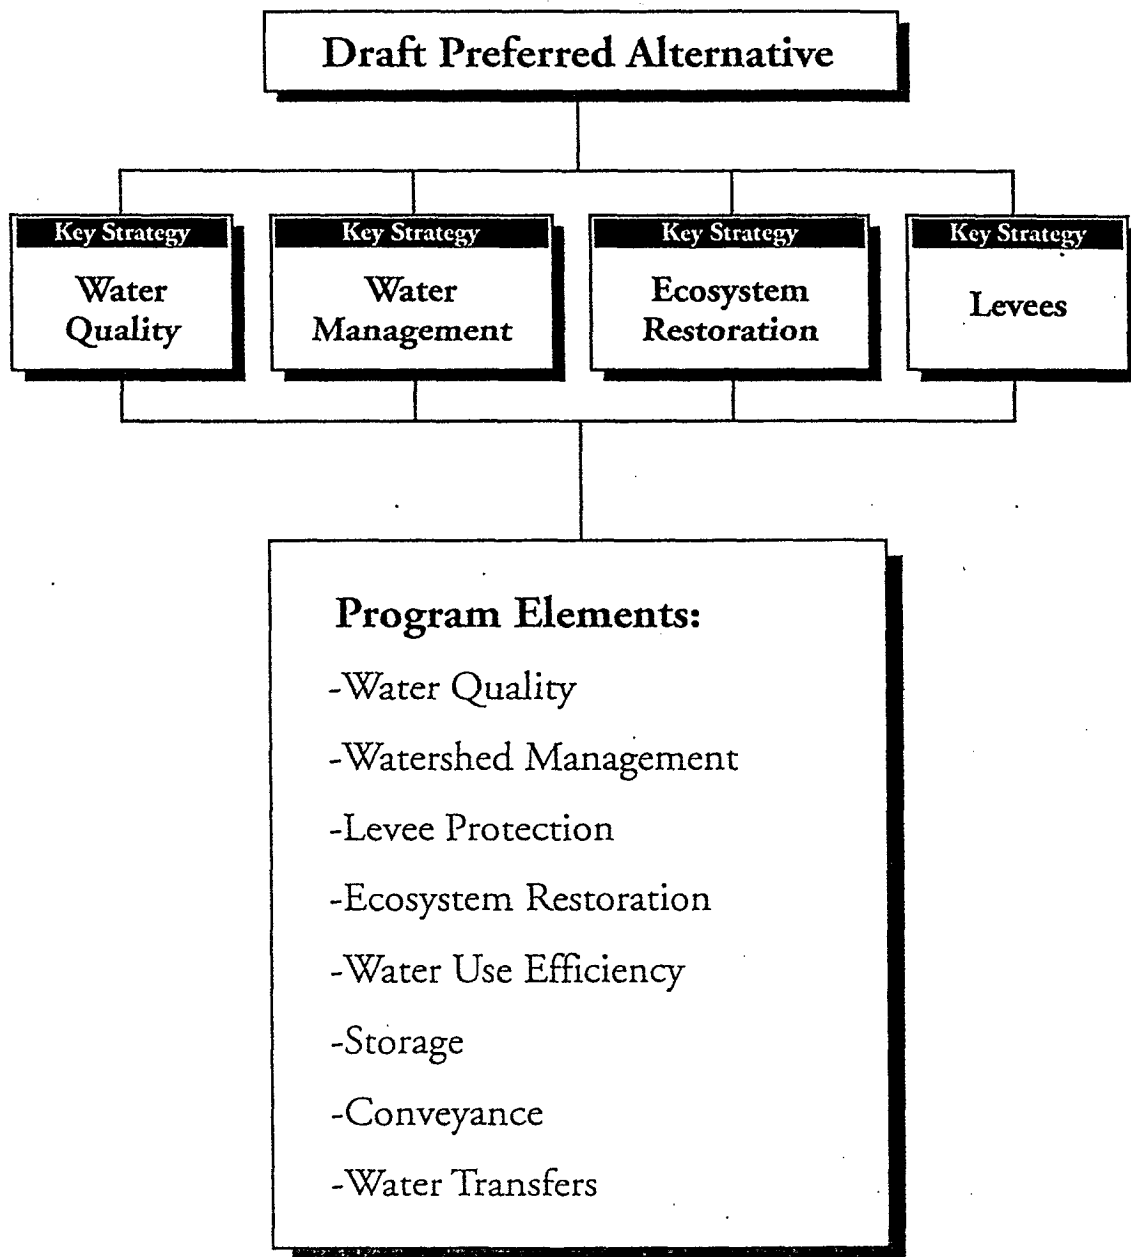 Draft Preferred Alternative
Key Strategy
Water
Quality
Key Strategy
Water
Management
Key Strategy
Ecosystem
Restoration
Key Strategy
Levees
Program Elements:
-Water Quality
-Watershed Management
-Levee Protection
-Ecosystem Restoration
-Water Use Efficiency
-Storage
-Conveyance
-Water Transfers